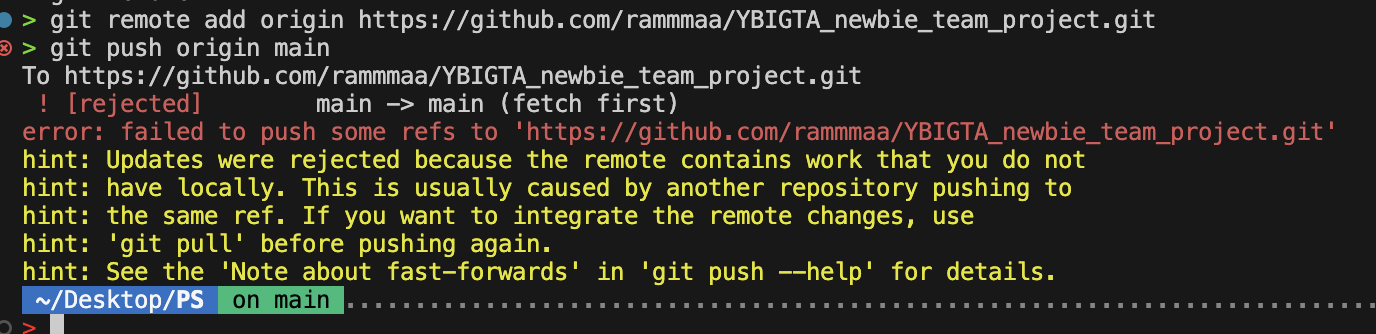 > git remote add origin https://github.com/rammmaa/YBIGTA_newbie_team_project.git
> git push origin main
To https://github.com/rammmaa/YBIGTA_newbie_team_project.git
 ! [rejected]        main -> main (fetch first)
error: failed to push some refs to 'https://github.com/rammmaa/YBIGTA_newbie_team_project.git'
hint: Updates were rejected because the remote contains work that you do not
hint: have locally. This is usually caused by another repository pushing to
hint: the same ref. If you want to integrate the remote changes, use
hint: 'git pull' before pushing again.
hint: See the 'Note about fast-forwards' in 'git push --help' for details.
~/Desktop/PS on main
>